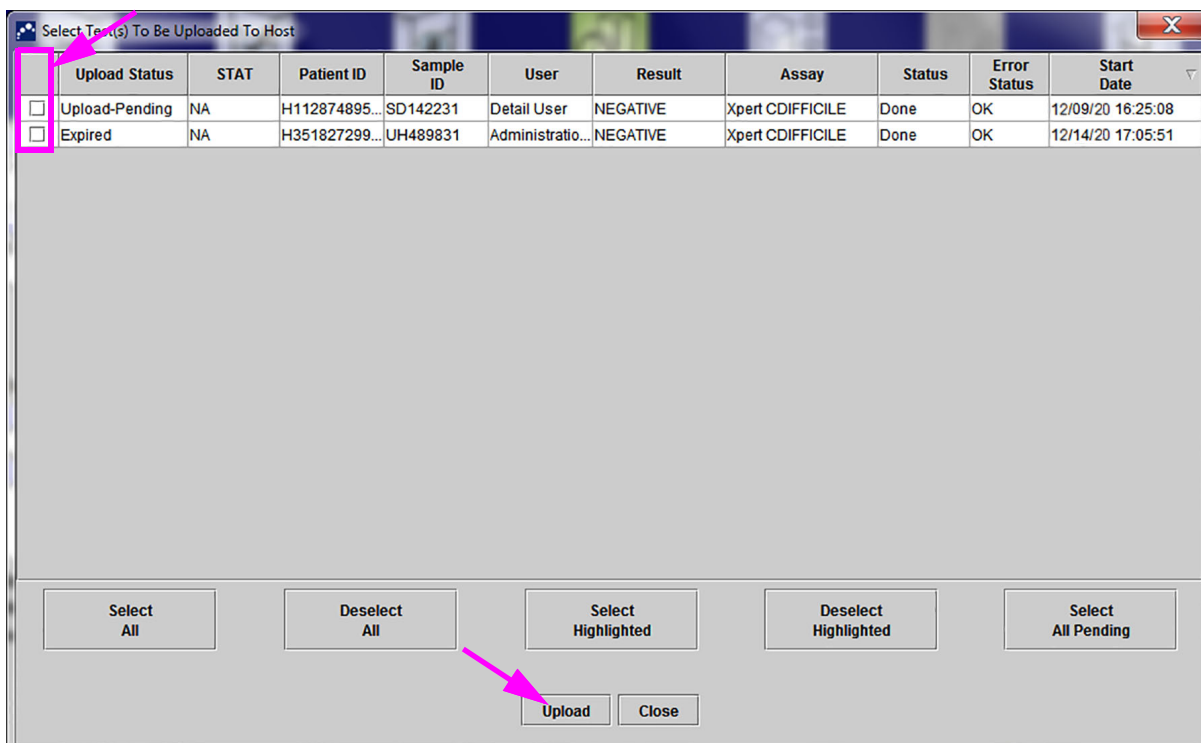 Select Test(s) To Be Uploaded To Host
X
Upload Status STAT Patient ID Sample ID User Result Assay Status Error Status Start Date
Upload-Pending NA H112874895... SD142231 Detail User NEGATIVE Xpert CDIFFICILE Done OK 12/09/20 16:25:08
Expired NA H351827299... UH489831 Administratio... NEGATIVE Xpert CDIFFICILE Done OK 12/14/20 17:05:51
Select All Deselect All Select Highlighted Deselect Highlighted Select All Pending
Upload Close